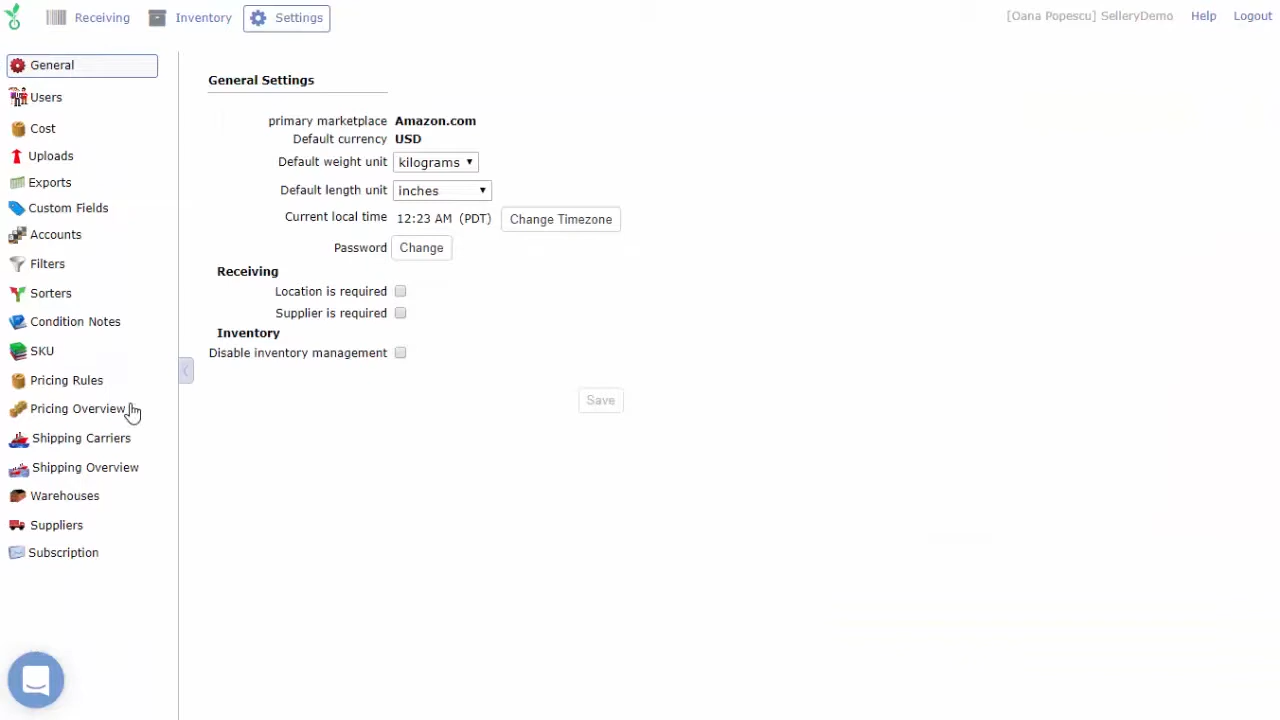 Receiving Inventory Settings [Oana Popescu] SelleryDemo Help Logout
General
Users
Cost
Uploads
Exports
Custom Fields
Accounts
Filters
Sorters
Condition Notes
SKU
Pricing Rules
Pricing Overview
Shipping Carriers
Shipping Overview
Warehouses
Suppliers
Subscription
General Settings
primary marketplace Amazon.com
Default currency USD
Default weight unit kilograms
Default length unit inches
Current local time 12:23 AM (PDT) Change Timezone
Password Change
Receiving
Location is required
Supplier is required
Inventory
Disable inventory management
Save